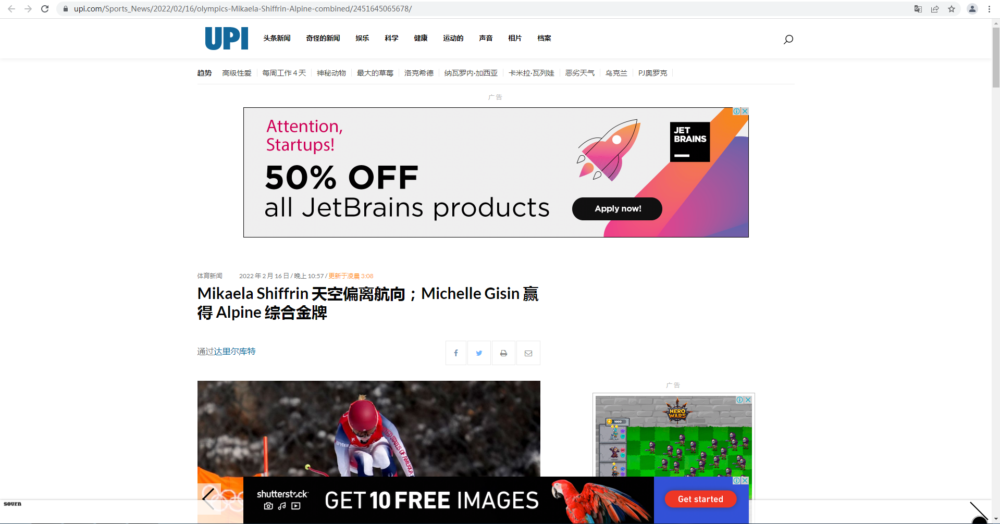 upi.com/Sports_News/2022/02/16/olympics-Mikaela-Shiffrin-Alpine-combined/2451645065678/
UPI 头条新闻 奇怪的新闻 娱乐 科学 健康 运动的 声音 相片 档案
趋势 高级性爱 每周工作 4 天 神秘动物 最大的草莓 洛克希德 纳瓦罗内·加西亚 卡米拉·瓦列娃 恶劣天气 乌克兰 PJ奥罗克
广告
Attention,
Startups!
50% OFF
all JetBrains products
JET
BRAINS
Apply now!
体育新闻 2022 年 2 月 16 日 / 晚上 10:57 / 更新于凌晨 3:08
Mikaela Shiffrin 天空偏离航向；Michelle Gisin 赢
得 Alpine 综合金牌
通过达里尔库特
SPYDER
UNITED STATES OF AMERICA
广告
HERO
WARS
5000
shutterstock
GET 10 FREE IMAGES
Get started
sovrn